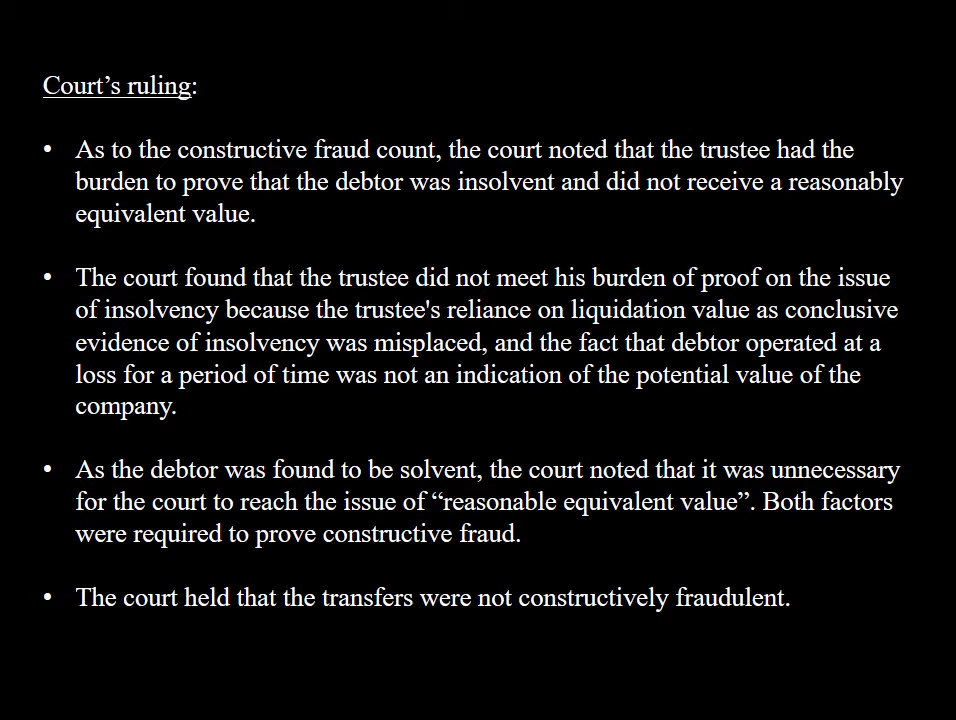 Court’s ruling:
• As to the constructive fraud count, the court noted that the trustee had the
burden to prove that the debtor was insolvent and did not receive a reasonably
equivalent value.
• The court found that the trustee did not meet his burden of proof on the issue
of insolvency because the trustee's reliance on liquidation value as conclusive
evidence of insolvency was misplaced, and the fact that debtor operated at a
loss for a period of time was not an indication of the potential value of the
company.
• As the debtor was found to be solvent, the court noted that it was unnecessary
for the court to reach the issue of “reasonable equivalent value”. Both factors
were required to prove constructive fraud.
• The court held that the transfers were not constructively fraudulent.